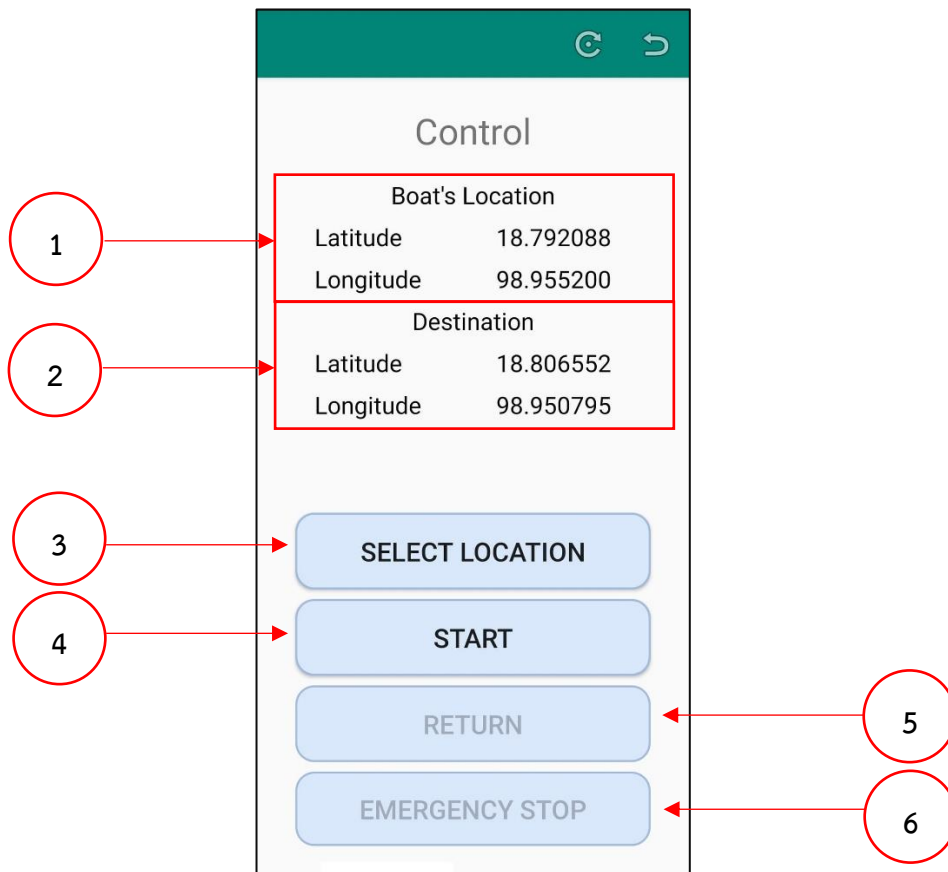 Control
Boat's Location
Latitude 18.792088
Longitude 98.955200
1
Destination
Latitude 18.806552
Longitude 98.950795
2
SELECT LOCATION
3
START
4
RETURN
5
EMERGENCY STOP
6